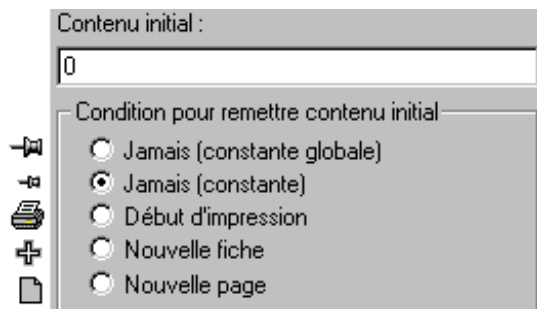 Contenu initial :
0
Condition pour remettre contenu initial
Jamais (constante globale)
Jamais (constante)
Début d'impression
Nouvelle fiche
Nouvelle page